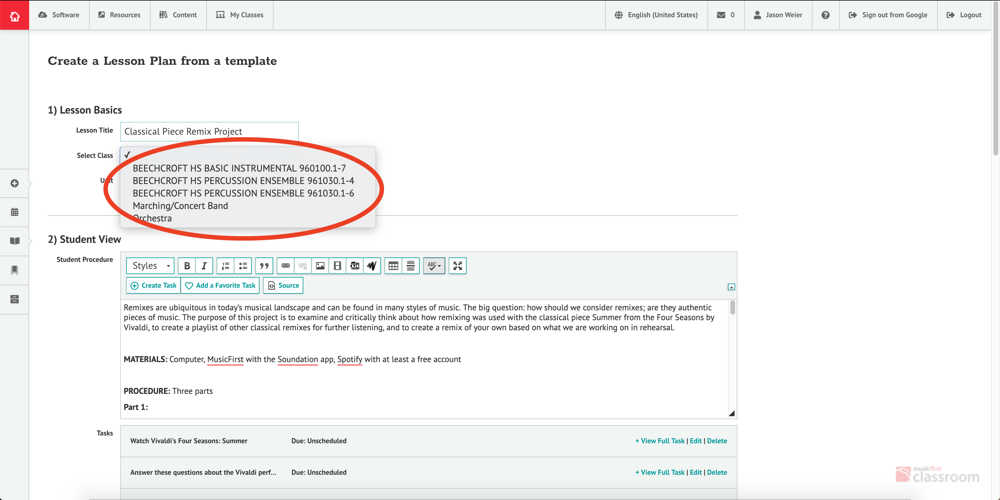 Software
Resources
Content
My Classes
English (United States)
0
Jason Weier
Sign out from Google
Logout
Create a Lesson Plan from a template
1) Lesson Basics
Lesson Title
Classical Piece Remix Project
Select Class
✓
BEECHCROFT HS BASIC INSTRUMENTAL 960100.1-7
Unit
BEECHCROFT HS PERCUSSION ENSEMBLE 961030.1-4
BEECHCROFT HS PERCUSSION ENSEMBLE 961030.1-6
Marching/Concert Band
Orchestra
2) Student View
Student Procedure
Styles
B
I
ABC
Create Task
Add a Favorite Task
Source
Remixes are ubiquitous in today’s musical landscape and can be found in many styles of music. The big question: how should we consider remixes; are they authentic
pieces of music. The purpose of this project is to examine and critically think about how remixing was used with the classical piece Summer from the Four Seasons by
Vivaldi, to create a playlist of other classical remixes for further listening, and to create a remix of your own based on what we are working on in rehearsal.
MATERIALS: Computer, MusicFirst with the Soundation app, Spotify with at least a free account
PROCEDURE: Three parts
Part 1:
Tasks
Watch Vivaldi's Four Seasons: Summer
Due: Unscheduled
+ View Full Task | Edit | Delete
Answer these questions about the Vivaldi perf...
Due: Unscheduled
+ View Full Task | Edit | Delete
musicfirst
classroom